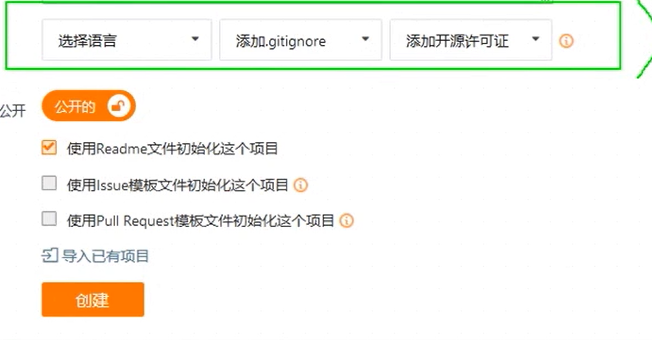 选择语言 添加.gitignore 添加开源许可证
公开 公开的
使用Readme文件初始化这个项目
使用Issue模板文件初始化这个项目
使用Pull Request模板文件初始化这个项目
导入已有项目
创建